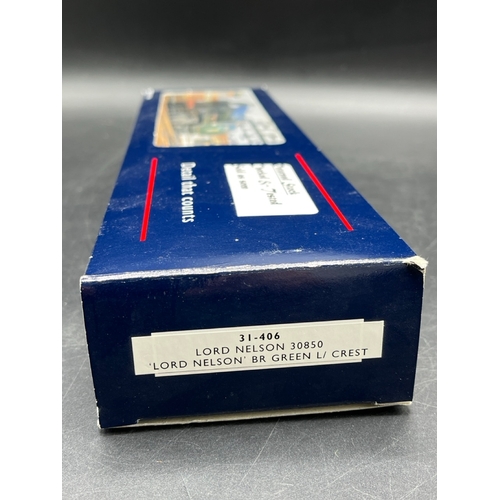 Detail that counts
31-406
LORD NELSON 30850
'LORD NELSON' BR GREEN L/ CREST